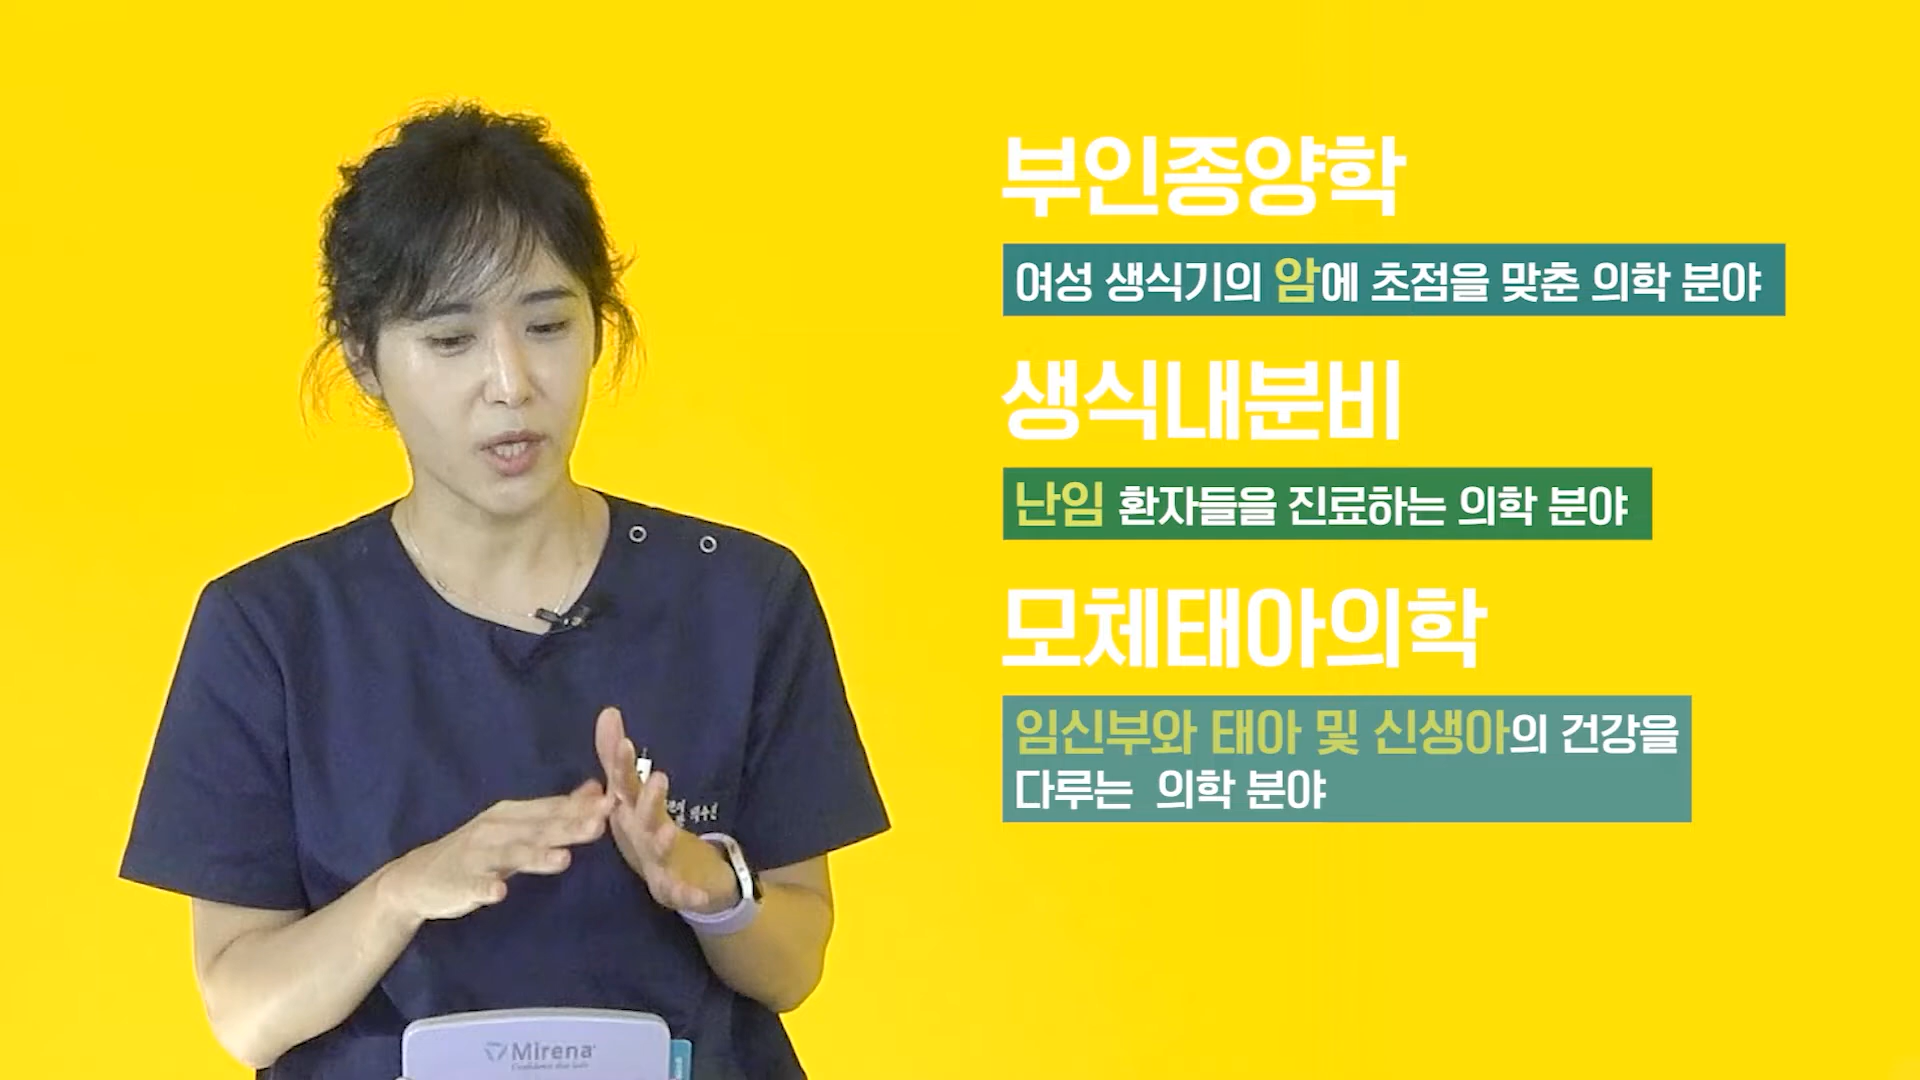 부인종양학
여성 생식기의 암에 초점을 맞춘 의학 분야
생식내분비
난임 환자들을 진료하는 의학 분야
모체태아의학
임신부와 태아 및 신생아의 건강을
다루는 의학 분야
Mirena